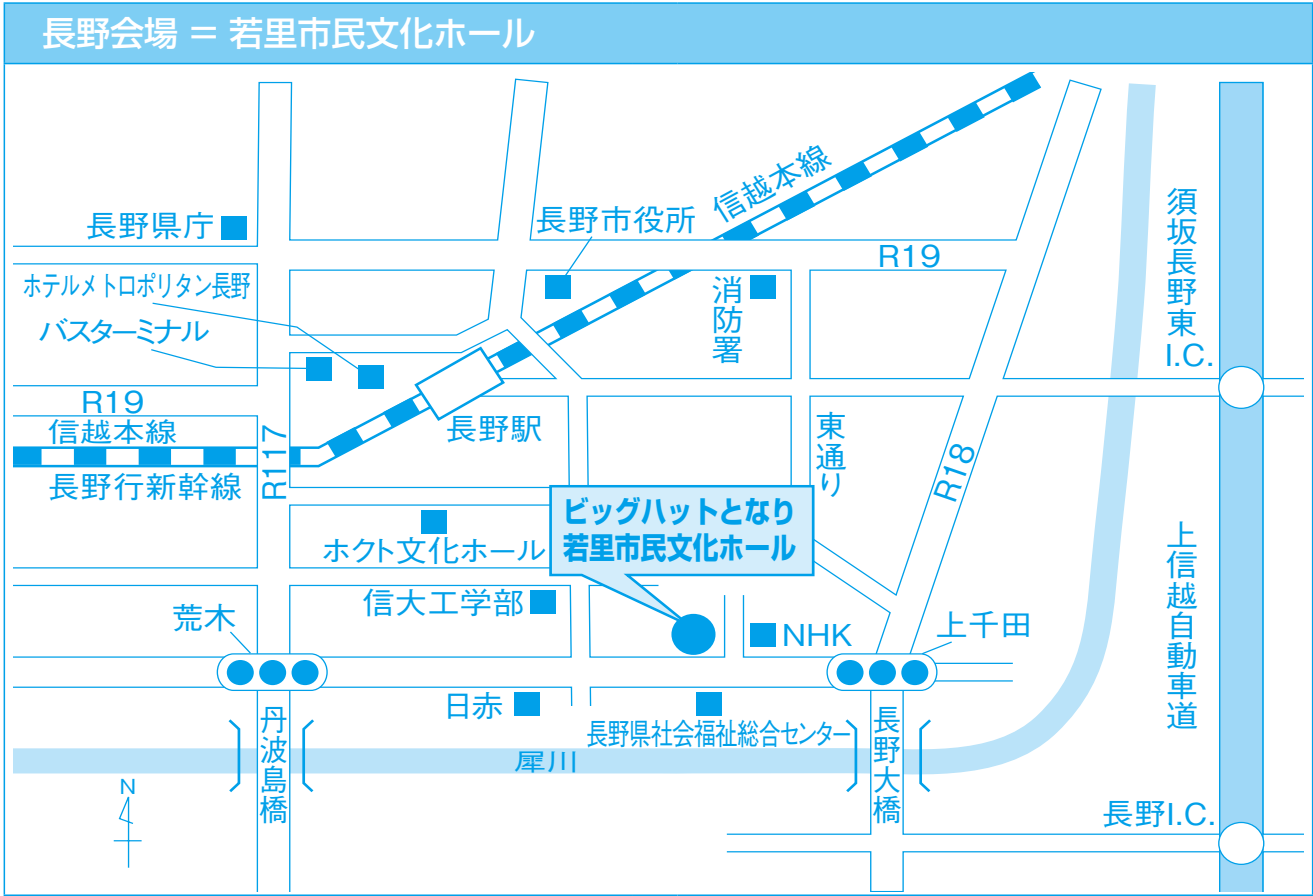 長野会場 = 若里市民文化ホール
信越本線
長野県庁
長野市役所
須坂長野東
I.C.
R19
ホテルメトロポリタン長野
消防署
バスターミナル
R19
信越本線
長野駅
東通り
長野行新幹線
R117
R18
ビッグハットとなり
若里市民文化ホール
ホクト文化ホール
上信越自動車道
信大工学部
荒木
NHK
上千田
日赤
長野県社会福祉総合センター
丹波島橋
長野大橋
犀川
N
長野I.C.